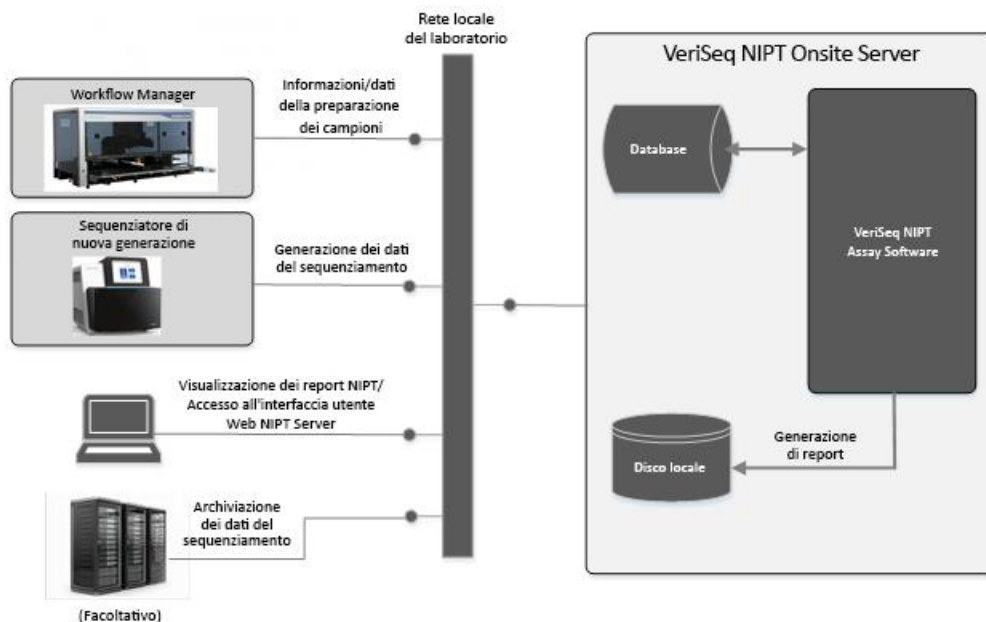 Rete locale
del laboratorio
VeriSeq NIPT Onsite Server
Workflow Manager
Informazioni/dati
della preparazione
dei campioni
Database
VeriSeq NIPT
Assay Software
Sequenziatore di
nuova generazione
Generazione dei dati
del sequenziamento
Visualizzazione dei report NIPT/
Accesso all'interfaccia utente
Web NIPT Server
Disco locale
Generazione
di report
Archiviazione
dei dati del
sequenziamento
(Facoltativo)